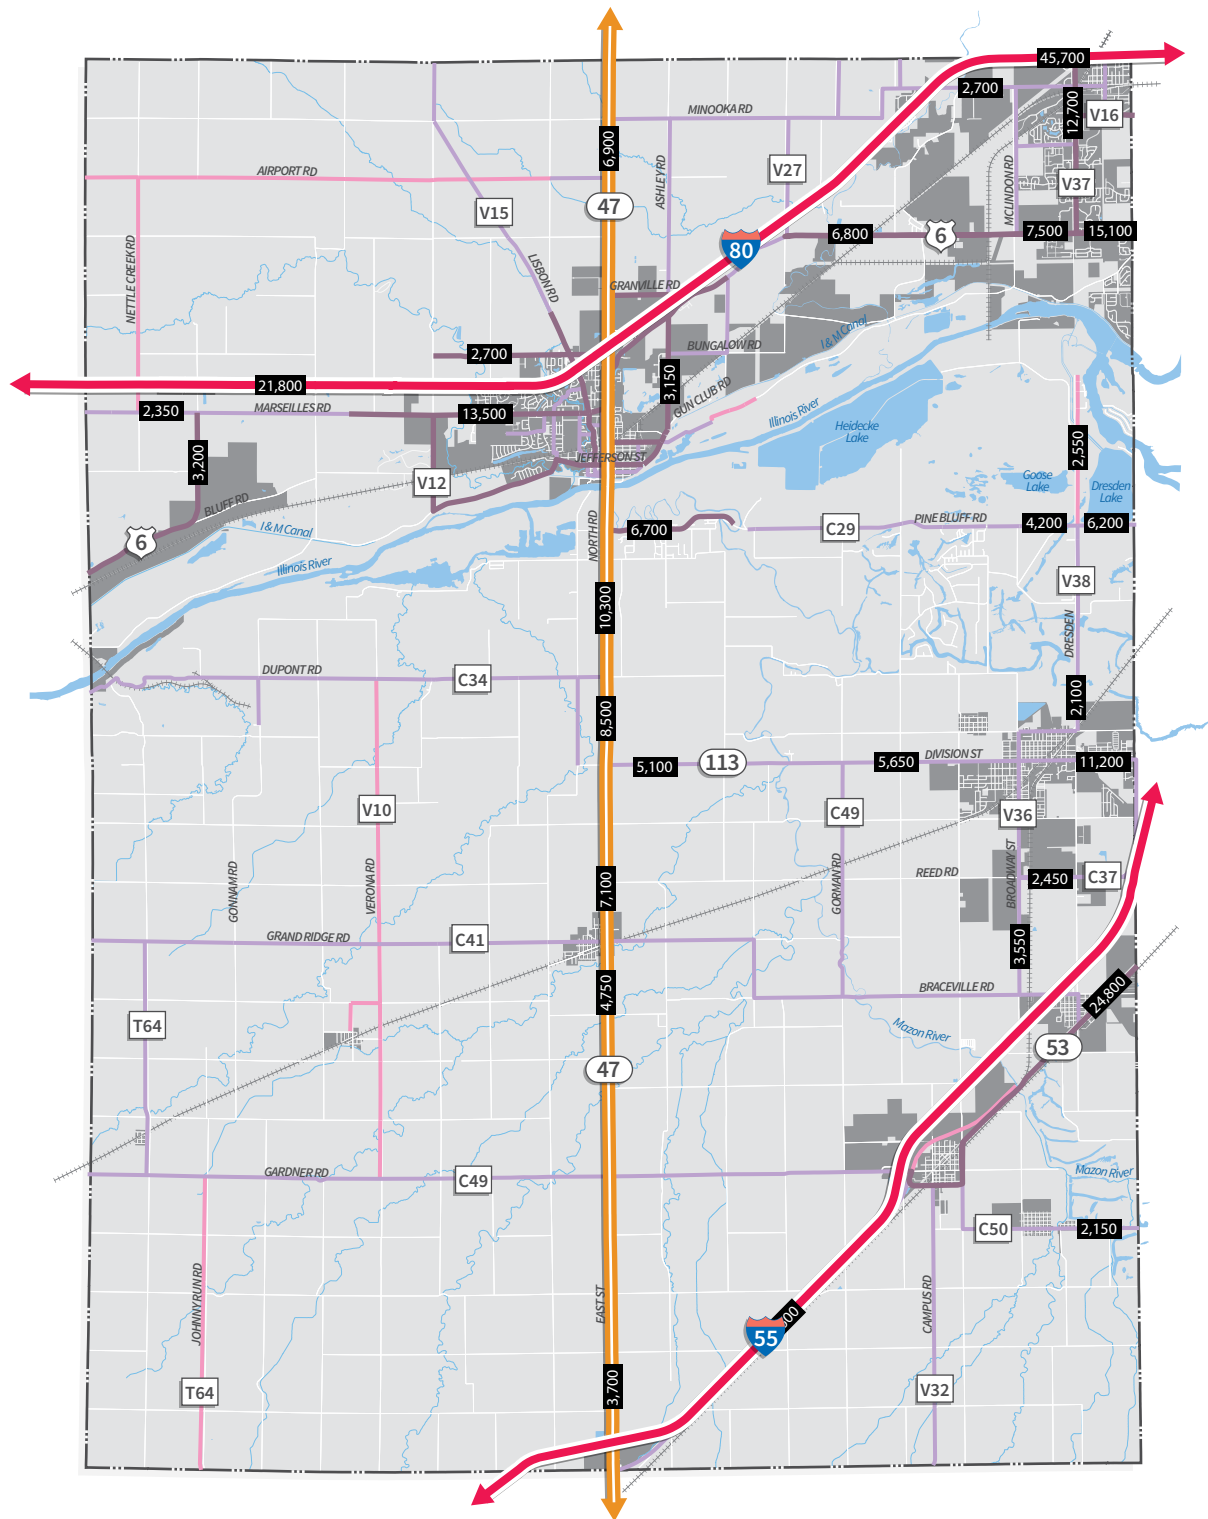 45,700
2,700
MINOOKA RD
12,700
V16
6,900
AIRPORT RD
V27
ASHLEY RD
MCLINDON RD
V37
47
V15
6,800
6
7,500
15,100
80
NETTLE CREEK RD
LISBON RD
GRANVILLE RD
I & M Canal
BUNGALOW RD
2,700
21,800
3,150
GUN CLUB RD
2,350
MARSEILLES RD
13,500
Illinois River
Heidecke
Lake
2,550
3,200
JEFFERSON ST
V12
Goose
Lake
Dresden
Lake
BLUFF RD
I & M Canal
6
NORTH RD
6,700
C29
PINE BLUFF RD
4,200
6,200
Illinois River
V38
10,300
DRESDEN
DUPONT RD
C34
2,100
8,500
5,100
113
5,650
DIVISION ST
11,200
V10
C49
V36
GONNAM RD
VERONA RD
7,100
GORMAN RD
REED RD
BROADWAY ST
2,450
C37
GRAND RIDGE RD
C41
3,550
4,750
BRACEVILLE RD
24,800
T64
Mazon River
53
47
GARDNER RD
C49
Mazon River
C50
2,150
JOHNNY RUN RD
EAST ST
CAMPUS RD
55
T64
3,700
V32